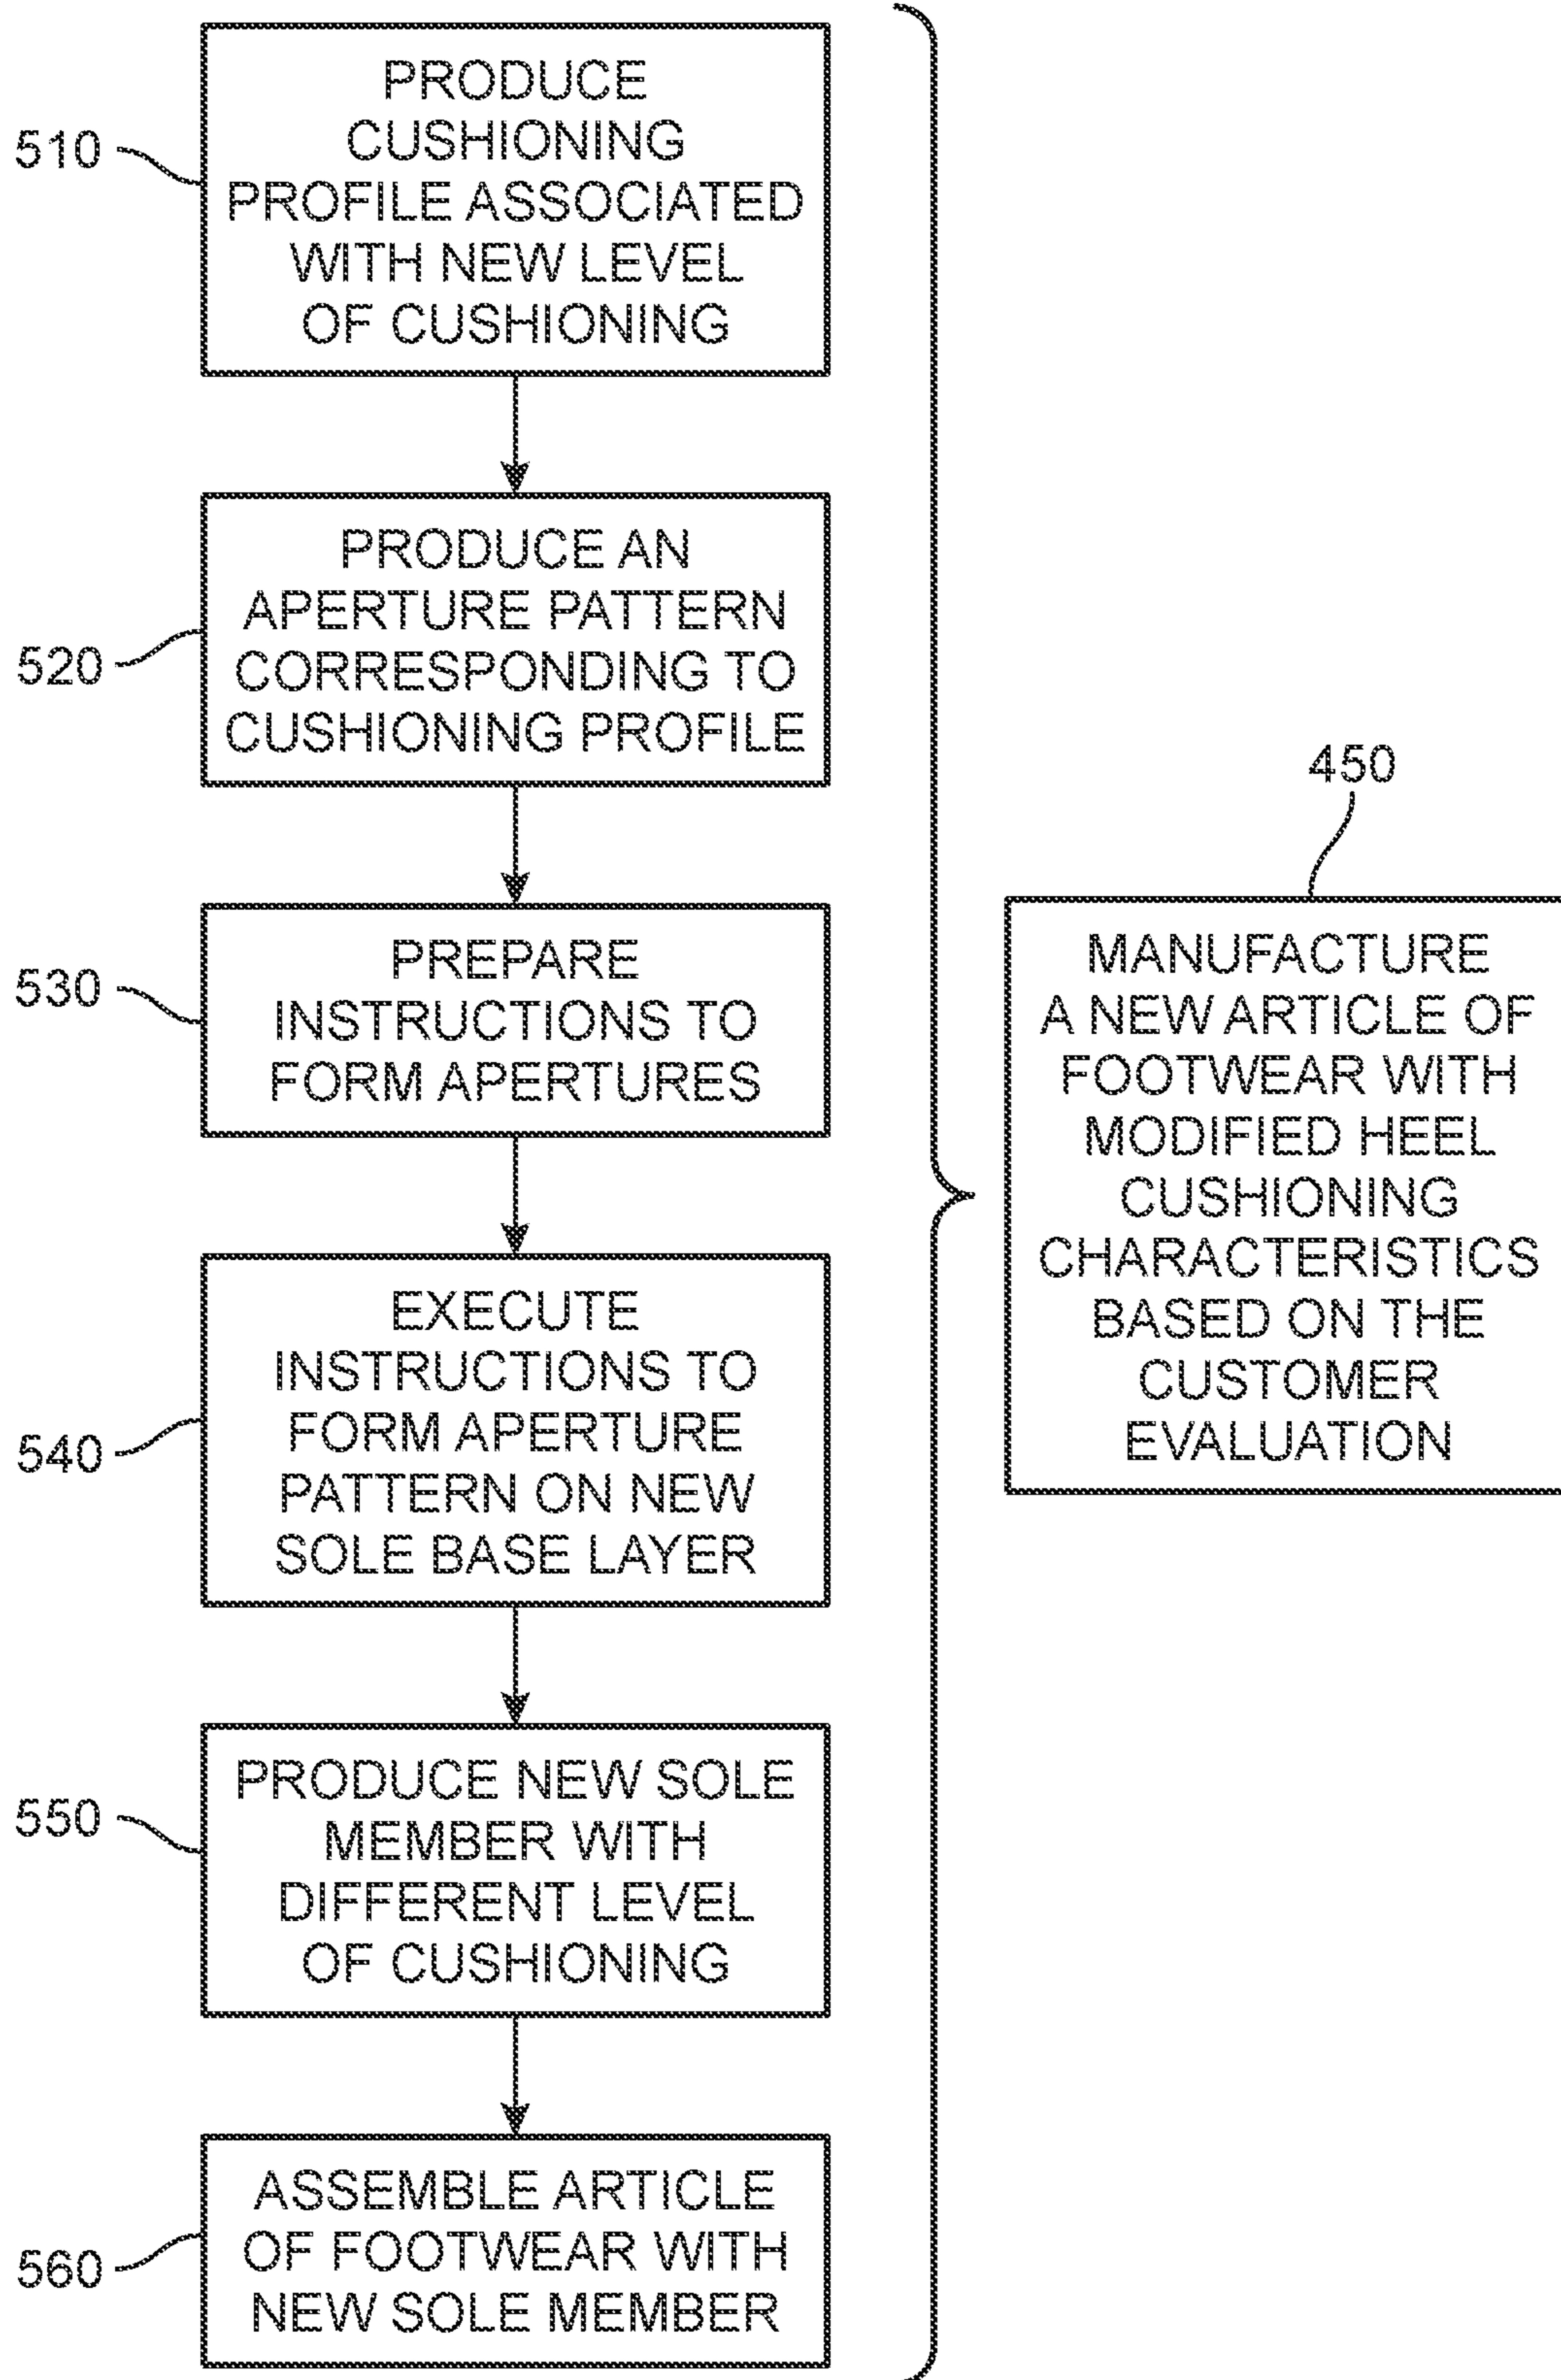 510
PRODUCE
CUSHIONING
PROFILE ASSOCIATED
WITH NEW LEVEL
OF CUSHIONING
520
PRODUCE AN
APERTURE PATTERN
CORRESPONDING TO
CUSHIONING PROFILE
530
PREPARE
INSTRUCTIONS TO
FORM APERTURES
540
EXECUTE
INSTRUCTIONS TO
FORM APERTURE
PATTERN ON NEW
SOLE BASE LAYER
550
PRODUCE NEW SOLE
MEMBER WITH
DIFFERENT LEVEL
OF CUSHIONING
560
ASSEMBLE ARTICLE
OF FOOTWEAR WITH
NEW SOLE MEMBER
450
MANUFACTURE
A NEW ARTICLE OF
FOOTWEAR WITH
MODIFIED HEEL
CUSHIONING
CHARACTERISTICS
BASED ON THE
CUSTOMER
EVALUATION